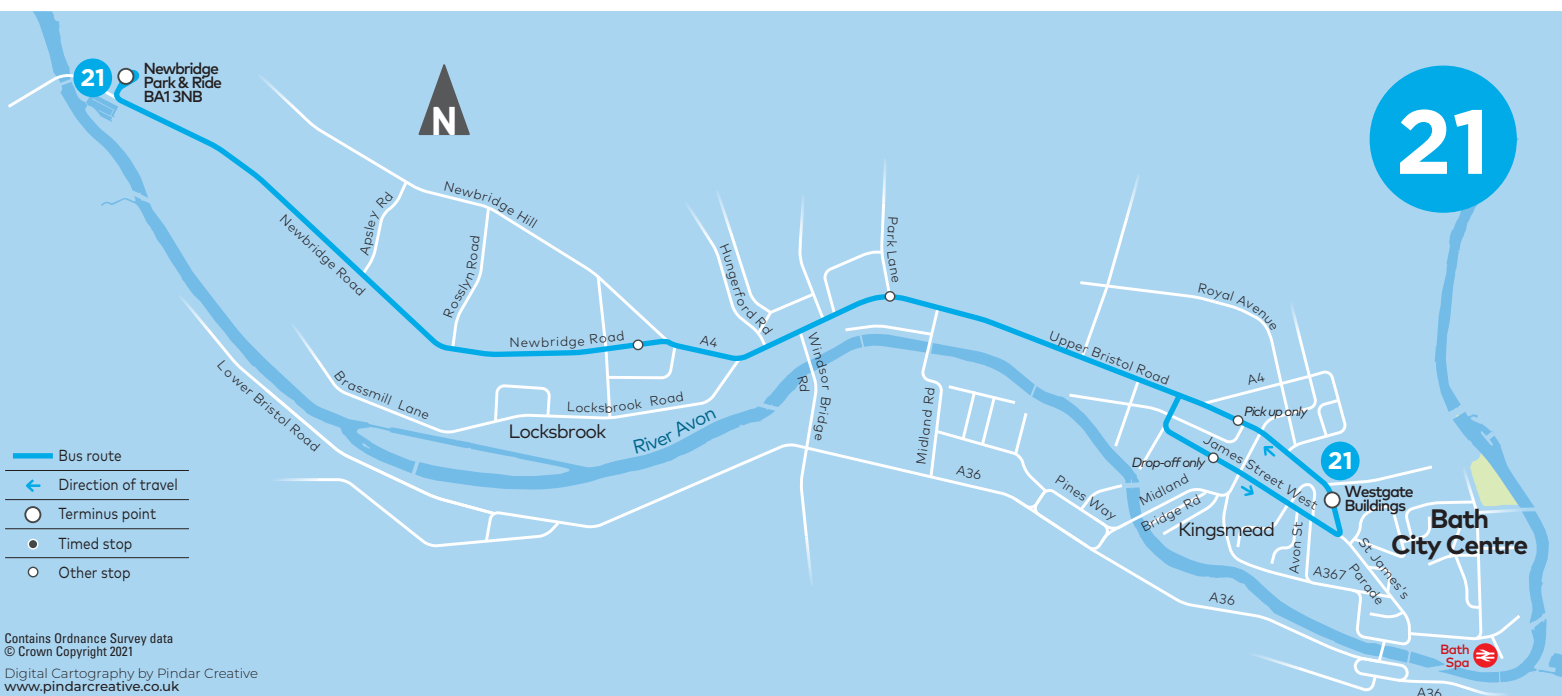 21
Newbridge
Park & Ride
BA1 3NB
N
21
Apsley Rd
Newbridge Hill
Newbridge Road
Rosslyn Road
Newbridge Road
A4
Hungerford Rd
Park Lane
Royal Avenue
Upper Bristol Road
A4
Windsor Bridge
Rd
Brassmill Lane
Lower Bristol Road
Locksbrook Road
Locksbrook
River Avon
Midland Rd
A36
Pines Way
Midland
Bridge Rd
Pick up only
Drop-off only
James Street West
21
Westgate
Buildings
Bath
City Centre
Kingsmead
Avon St
A367
St James's
Parade
A36
Bath
Spa
A36
Bus route
Direction of travel
Terminus point
Timed stop
Other stop
Contains Ordnance Survey data
© Crown Copyright 2021
Digital Cartography by Pindar Creative
www.pindarcreative.co.uk